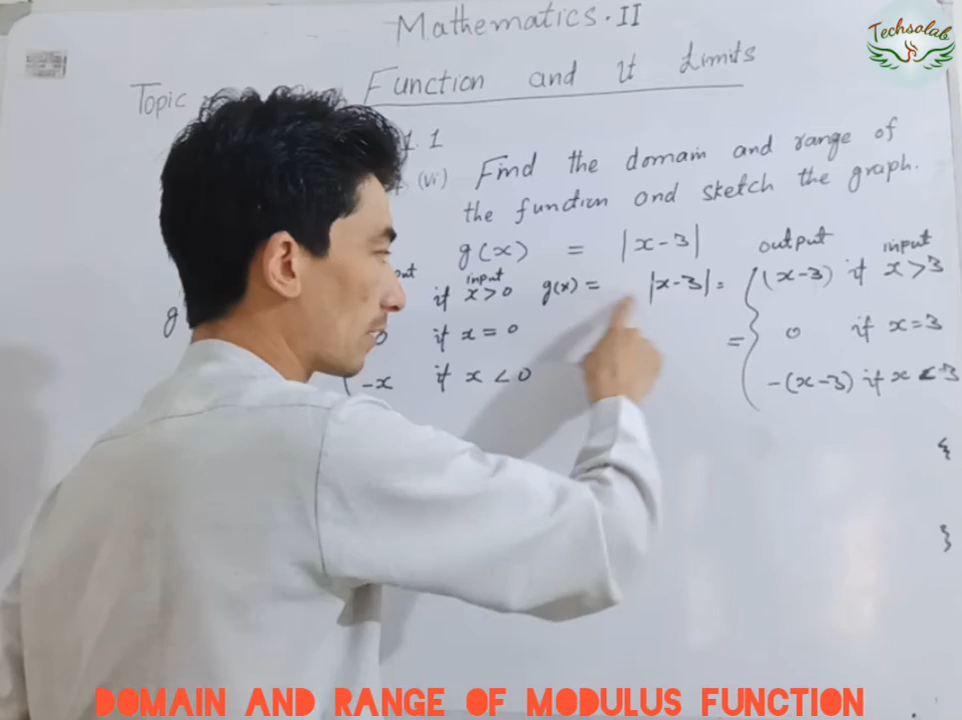 Mathematics.II
Techsolab
Topic
Function and it Limits
1.1
(vi) Find the domain and range of
the function and sketch the graph.
g(x) = |x-3|
output input
input
if x>0
g(x) = |x-3| = (x-3) if x>3
if x=0
= 0 if x=3
-x if x<0
-(x-3) if x<3
{
}
DOMAIN AND RANGE OF MODULUS FUNCTION